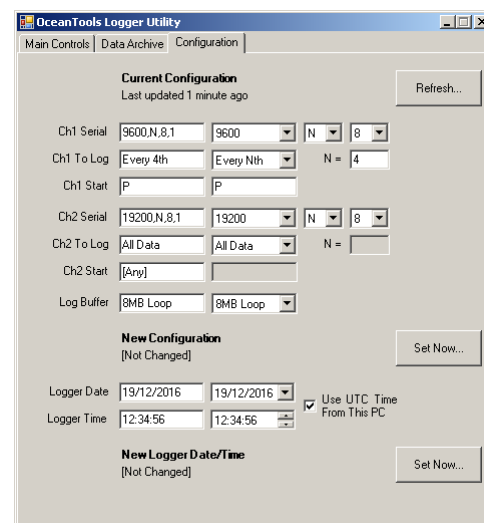 OceanTools Logger Utility
Main Controls Data Archive Configuration
Current Configuration
Last updated 1 minute ago
Refresh...
Ch1 Serial 9600,N,8,1 9600 N 8
Ch1 To Log Every 4th Every Nth N = 4
Ch1 Start P P
Ch2 Serial 19200,N,8,1 19200 N 8
Ch2 To Log All Data All Data N =
Ch2 Start [Any]
Log Buffer 8MB Loop 8MB Loop
New Configuration
[Not Changed]
Set Now...
Logger Date 19/12/2016 19/12/2016
Use UTC Time
From This PC
Logger Time 12:34:56 12:34:56
New Logger Date/Time
[Not Changed]
Set Now...